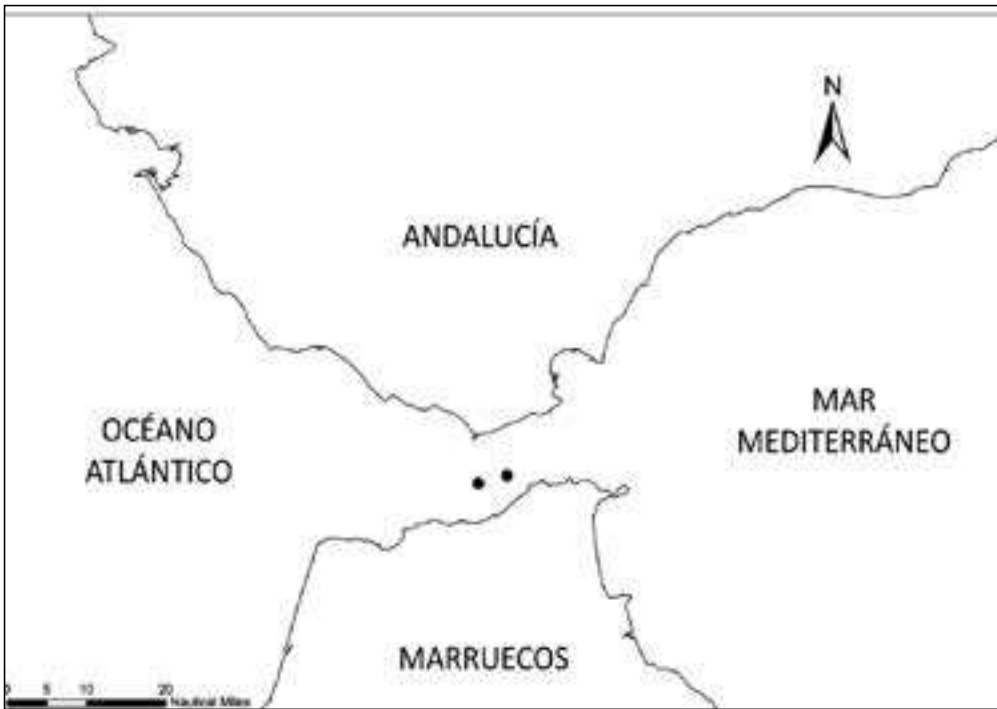 N
ANDALUCÍA
OCÉANO
ATLÁNTICO
MAR
MEDITERRÁNEO
MARRUECOS
0 5 10 20
Nautical Miles